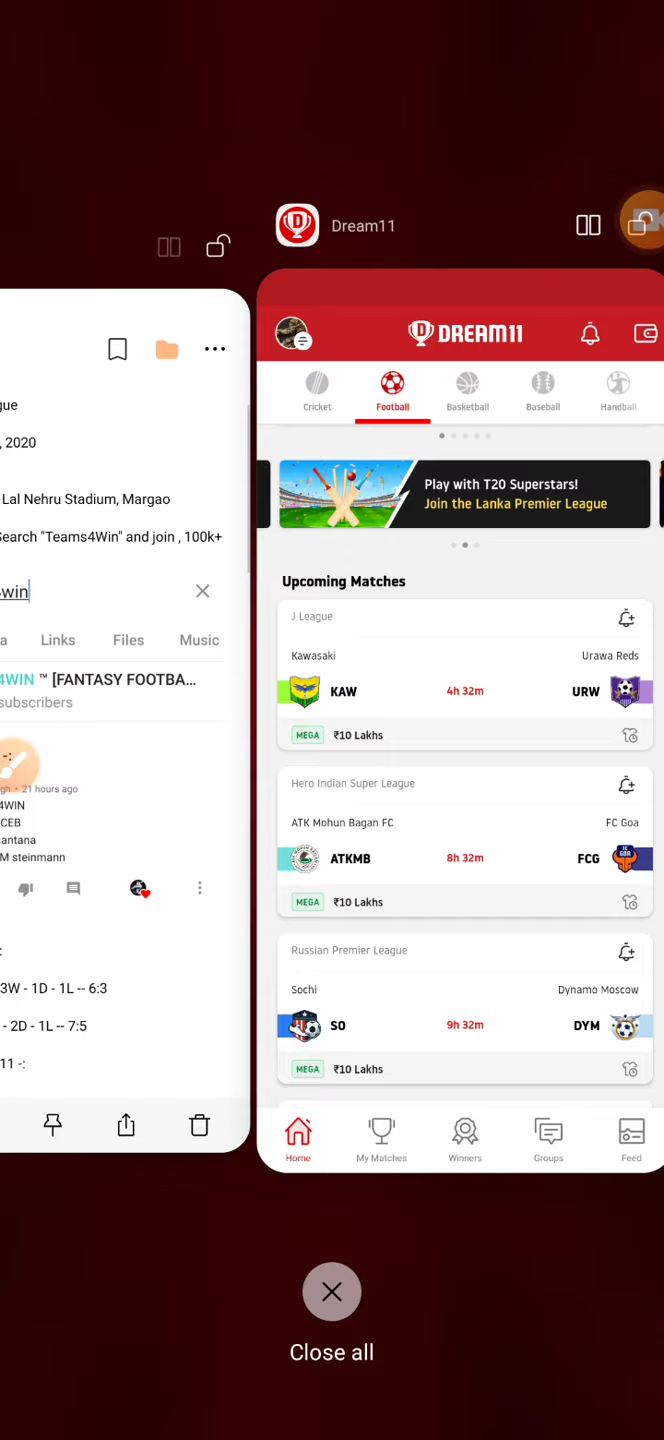 Dream11
gue
, 2020
Lal Nehru Stadium, Margao
Search "Teams4Win" and join , 100k+
win
a Links Files Music
4WIN ™ [FANTASY FOOTBA...
subscribers
-:
gh • 21 hours ago
4WIN
CEB
antana
M steinmann
:
3W - 1D - 1L -- 6:3
- 2D - 1L -- 7:5
11 -:
DREAM11
Cricket
Football
Basketball
Baseball
Handball
Play with T20 Superstars!
Join the Lanka Premier League
Upcoming Matches
J League
Kawasaki Urawa Reds
KAW 4h 32m URW
MEGA ₹10 Lakhs
Hero Indian Super League
ATK Mohun Bagan FC FC Goa
ATKMB 8h 32m FCG
MEGA ₹10 Lakhs
Russian Premier League
Sochi Dynamo Moscow
SO 9h 32m DYM
MEGA ₹10 Lakhs
Home
My Matches
Winners
Groups
Feed
Close all